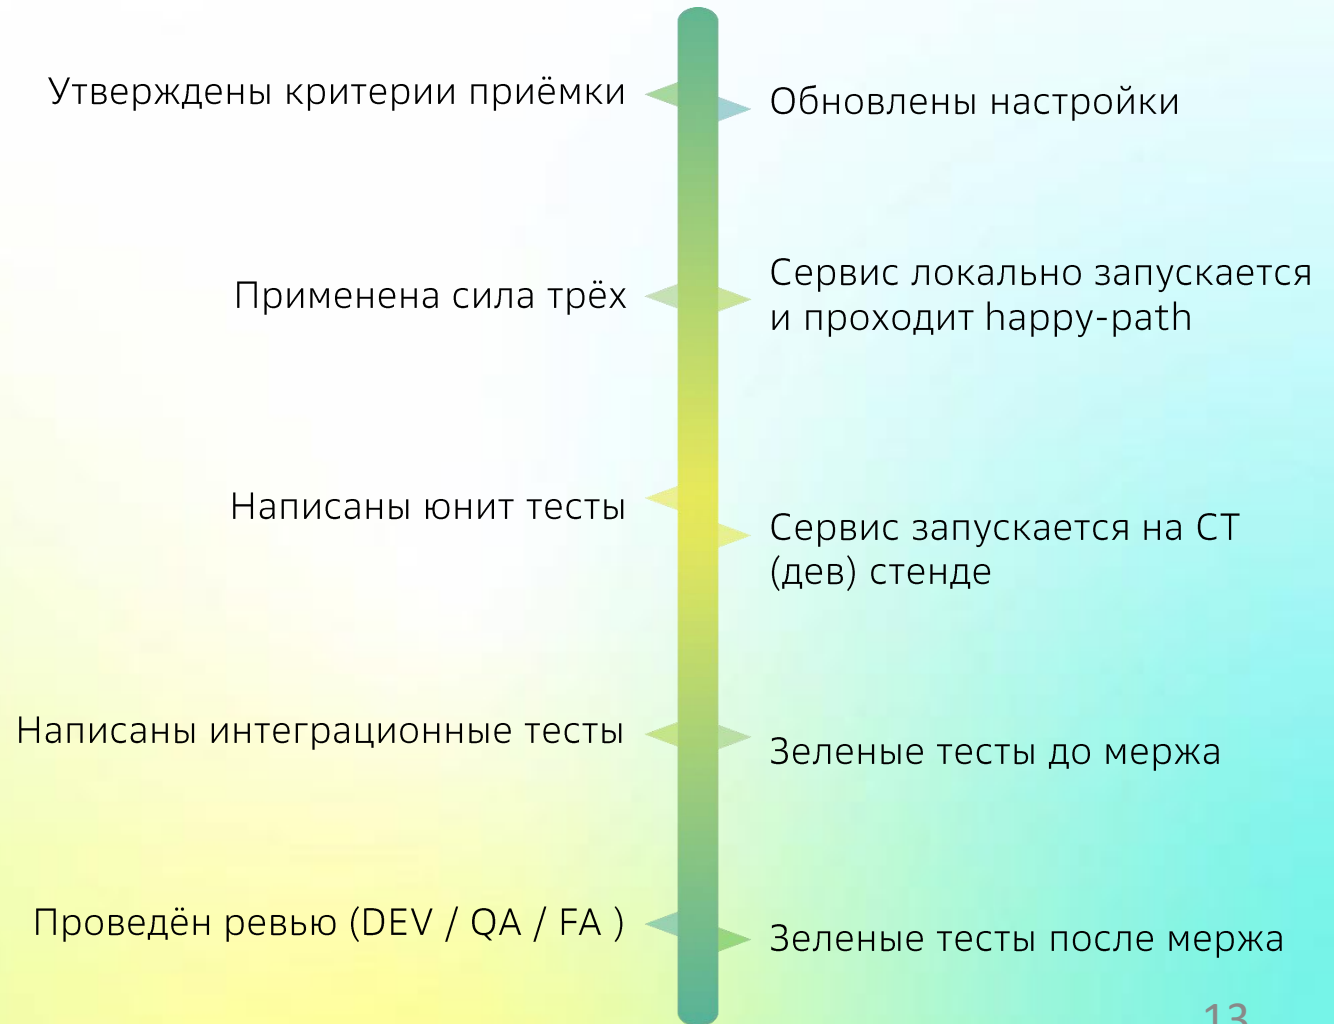 Утверждены критерии приёмки
Применена сила трёх
Написаны юнит тесты
Написаны интеграционные тесты
Проведён ревью (DEV / QA / FA )
Обновлены настройки
Сервис локально запускается
и проходит happy-path
Сервис запускается на СТ
(дев) стенде
Зеленые тесты до мержа
Зеленые тесты после мержа
13